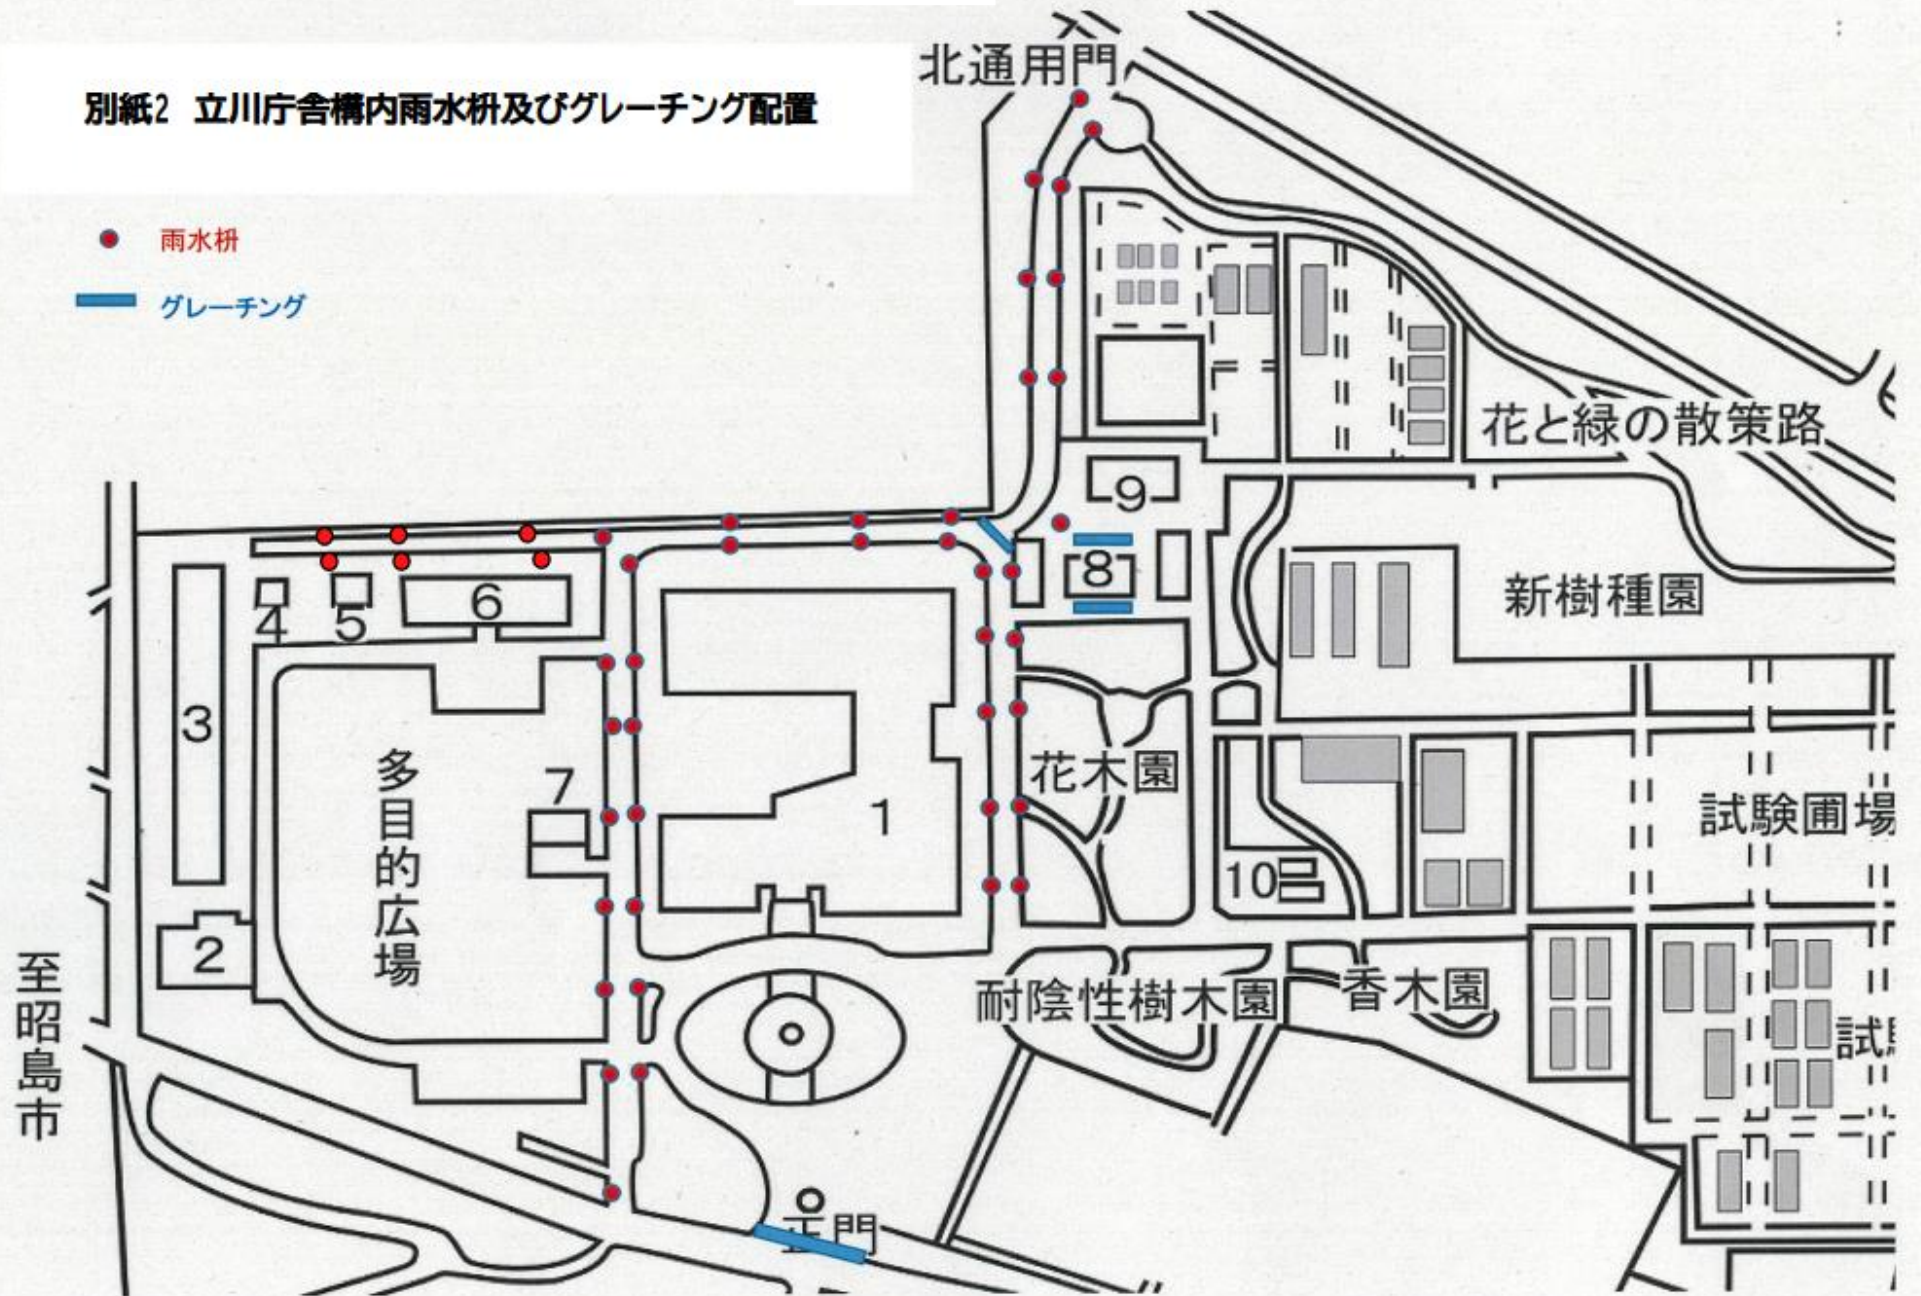 北通用門
別紙2 立川庁舎構内雨水枡及びグレーチング配置
雨水枡
グレーチング
花と緑の散策路
9
8
新樹種園
6
4
5
3
多目的広場
7
1
花木園
試験圃場
10
2
至昭島市
耐陰性樹木園
香木園
試
正門